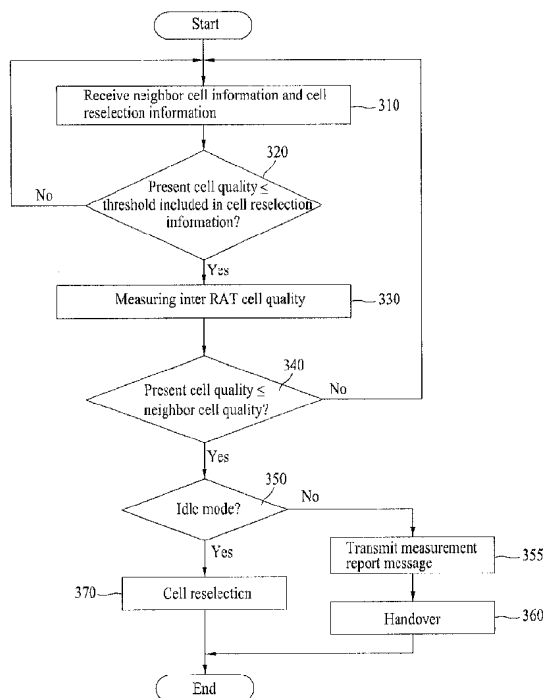 Start
Receive neighbor cell information and cell
reselection information
310
320
Present cell quality ≤
threshold included in cell reselection
information?
No
Yes
Measuring inter RAT cell quality
330
340
Present cell quality ≤
neighbor cell quality?
No
Yes
350
Idle mode?
No
Yes
Transmit measurement
report message
355
370
Cell reselection
Handover
360
End